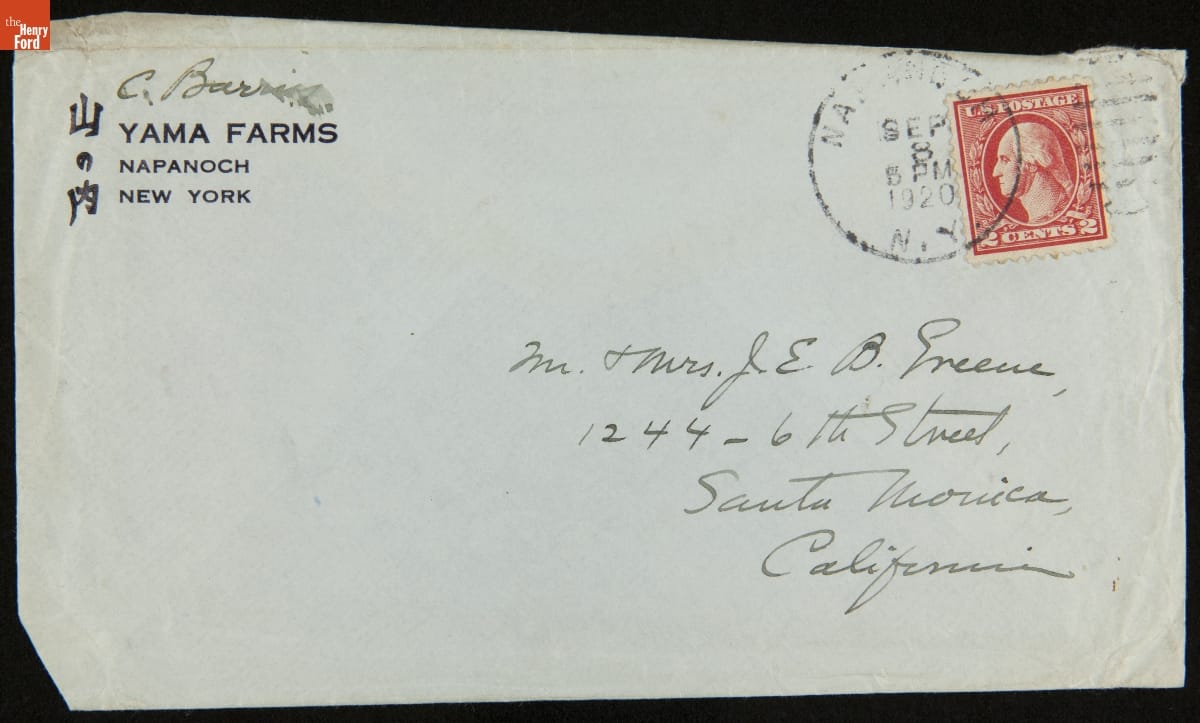 the
Henry
Ford
C.
山の内
YAMA FARMS
NAPANOCH
NEW YORK
SEP
8
5 PM
1920
N.Y.
U.S. POSTAGE
2 CENTS 2
Mr. & Mrs. J. E. B. Greene,
1244 - 6th Street,
Santa Monica,
California